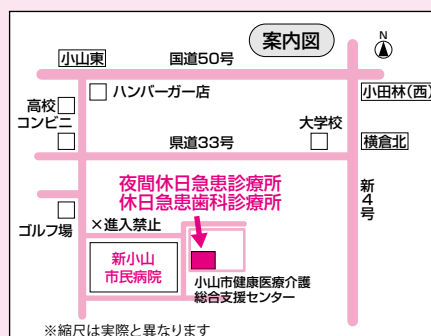 案内図
N
小山東
国道50号
ハンバーガー店
小田林(西)
高校
コンビニ
大学校
県道33号
横倉北
夜間休日急患診療所
休日急患歯科診療所
新4号
ゴルフ場
×進入禁止
新小山
市民病院
小山市健康医療介護
総合支援センター
※縮尺は実際と異なります